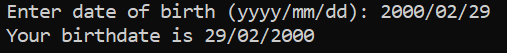 Enter date of birth (yyyy/mm/dd): 2000/02/29
Your birthdate is 29/02/2000